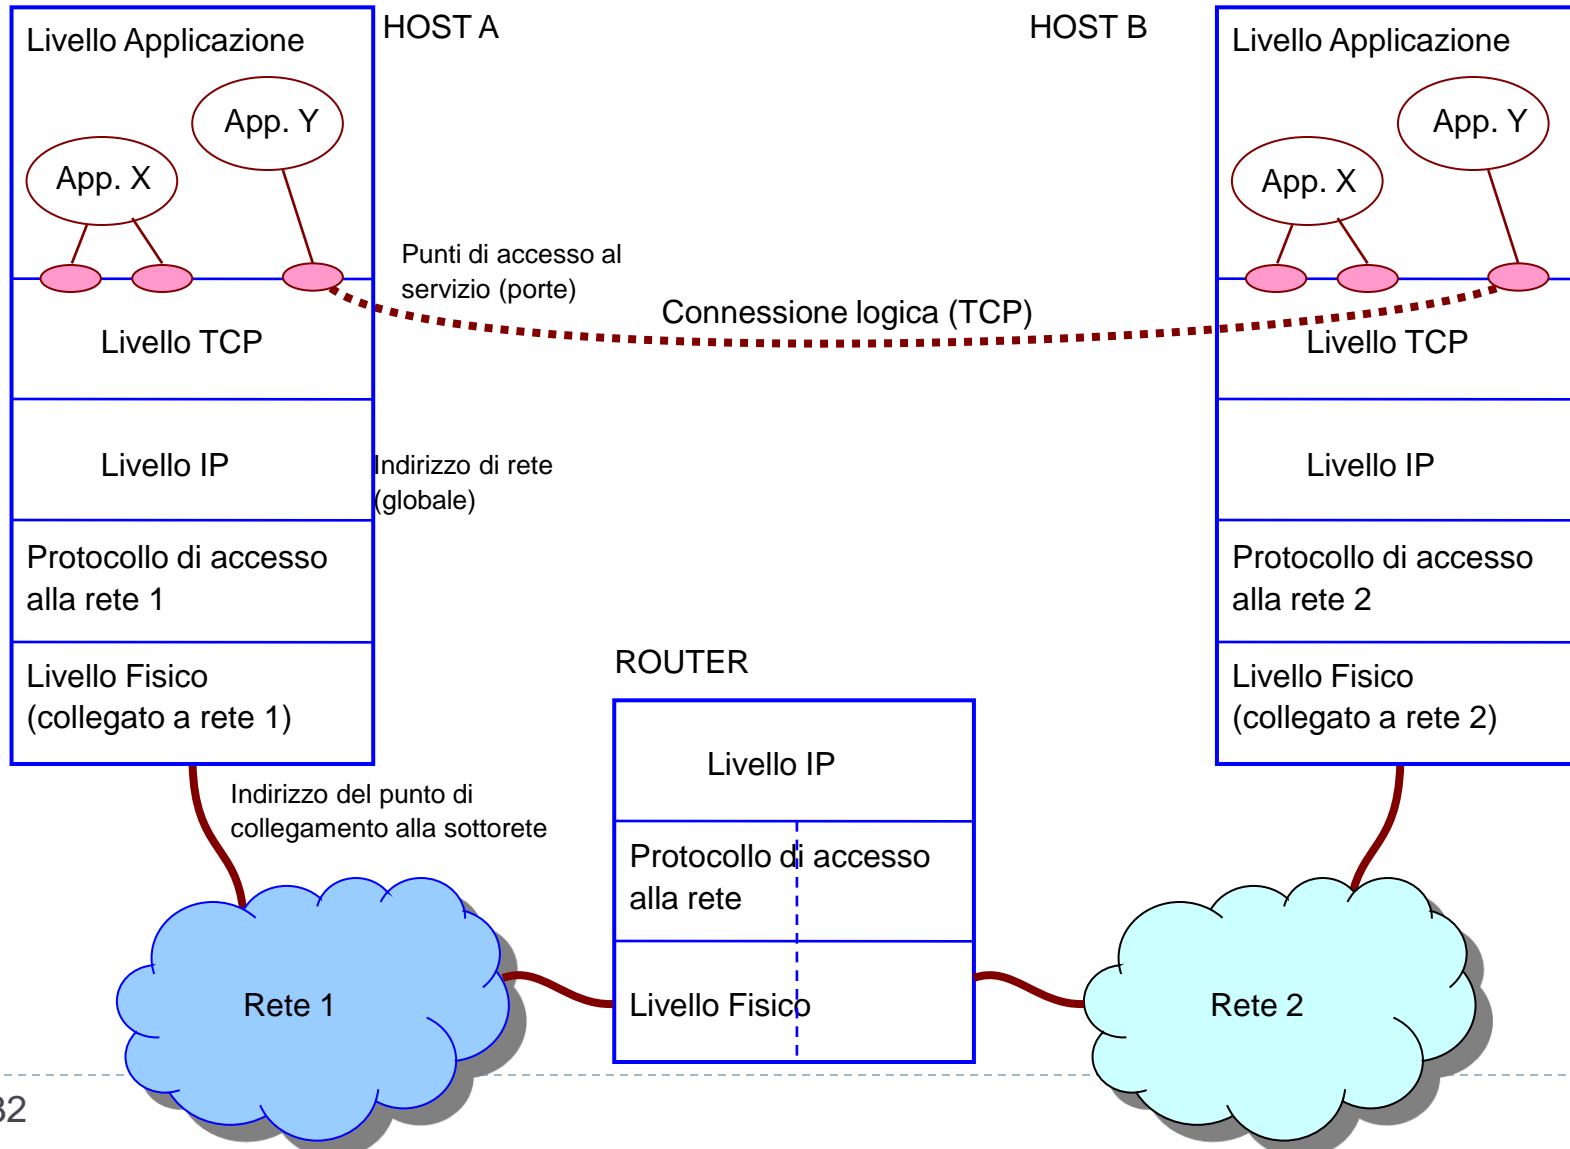 HOST A
Livello Applicazione
App. Y
App. X
Punti di accesso al
servizio (porte)
Connessione logica (TCP)
Livello TCP
Livello IP
Indirizzo di rete
(globale)
Protocollo di accesso
alla rete 1
Livello Fisico
(collegato a rete 1)
Indirizzo del punto di
collegamento alla sottorete
Rete 1
ROUTER
Livello IP
Protocollo di accesso
alla rete
Livello Fisico
HOST B
Livello Applicazione
App. Y
App. X
Livello TCP
Livello IP
Protocollo di accesso
alla rete 2
Livello Fisico
(collegato a rete 2)
Rete 2